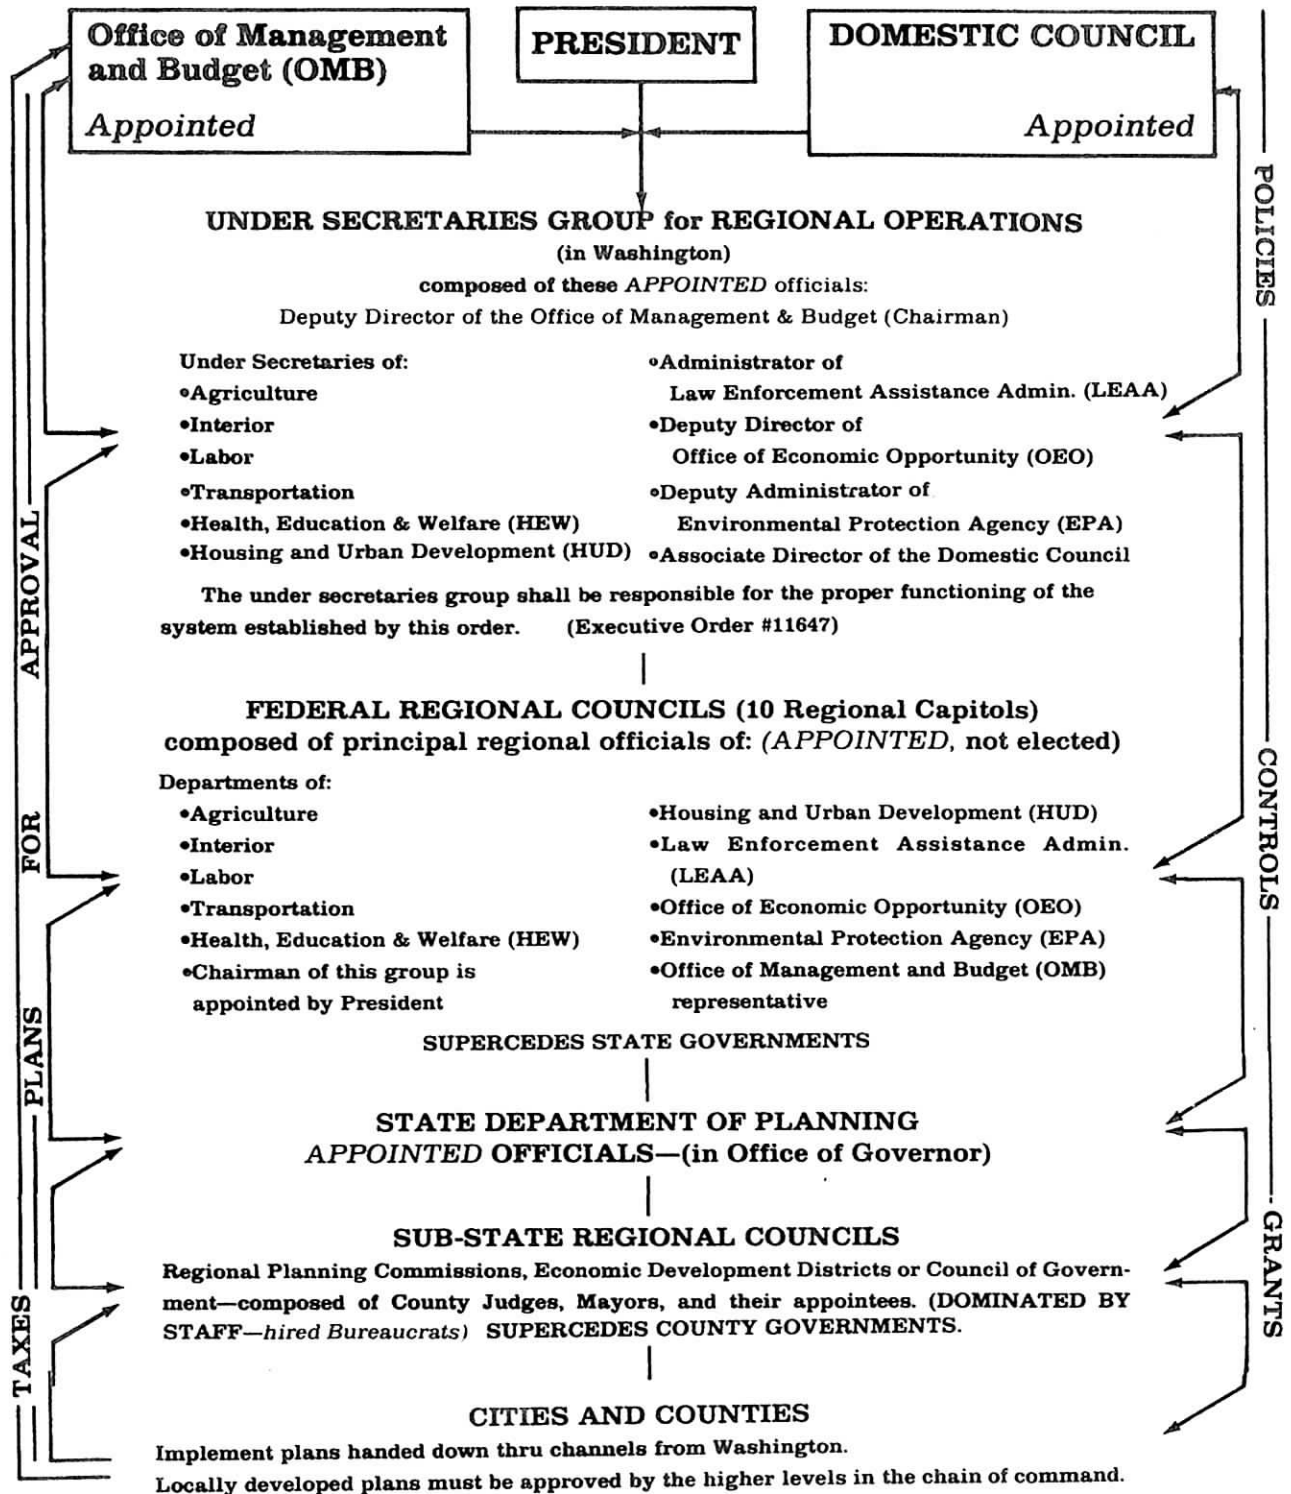 Office of Management
and Budget (OMB)
Appointed
PRESIDENT
DOMESTIC COUNCIL
Appointed
UNDER SECRETARIES GROUP for REGIONAL OPERATIONS
(in Washington)
composed of these APPOINTED officials:
Deputy Director of the Office of Management & Budget (Chairman)
Under Secretaries of:
•Agriculture
•Interior
•Labor
•Transportation
•Health, Education & Welfare (HEW)
•Housing and Urban Development (HUD)
•Administrator of
Law Enforcement Assistance Admin. (LEAA)
•Deputy Director of
Office of Economic Opportunity (OEO)
•Deputy Administrator of
Environmental Protection Agency (EPA)
•Associate Director of the Domestic Council
The under secretaries group shall be responsible for the proper functioning of the
system established by this order. (Executive Order #11647)
FEDERAL REGIONAL COUNCILS (10 Regional Capitols)
composed of principal regional officials of: (APPOINTED, not elected)
Departments of:
•Agriculture
•Interior
•Labor
•Transportation
•Health, Education & Welfare (HEW)
•Chairman of this group is
appointed by President
•Housing and Urban Development (HUD)
•Law Enforcement Assistance Admin.
(LEAA)
•Office of Economic Opportunity (OEO)
•Environmental Protection Agency (EPA)
•Office of Management and Budget (OMB)
representative
SUPERCEDES STATE GOVERNMENTS
STATE DEPARTMENT OF PLANNING
APPOINTED OFFICIALS—(in Office of Governor)
SUB-STATE REGIONAL COUNCILS
Regional Planning Commissions, Economic Development Districts or Council of Govern-
ment—composed of County Judges, Mayors, and their appointees. (DOMINATED BY
STAFF—hired Bureaucrats) SUPERCEDES COUNTY GOVERNMENTS.
CITIES AND COUNTIES
Implement plans handed down thru channels from Washington.
Locally developed plans must be approved by the higher levels in the chain of command.
TAXES
PLANS
FOR
APPROVAL
POLICIES
CONTROLS
GRANTS